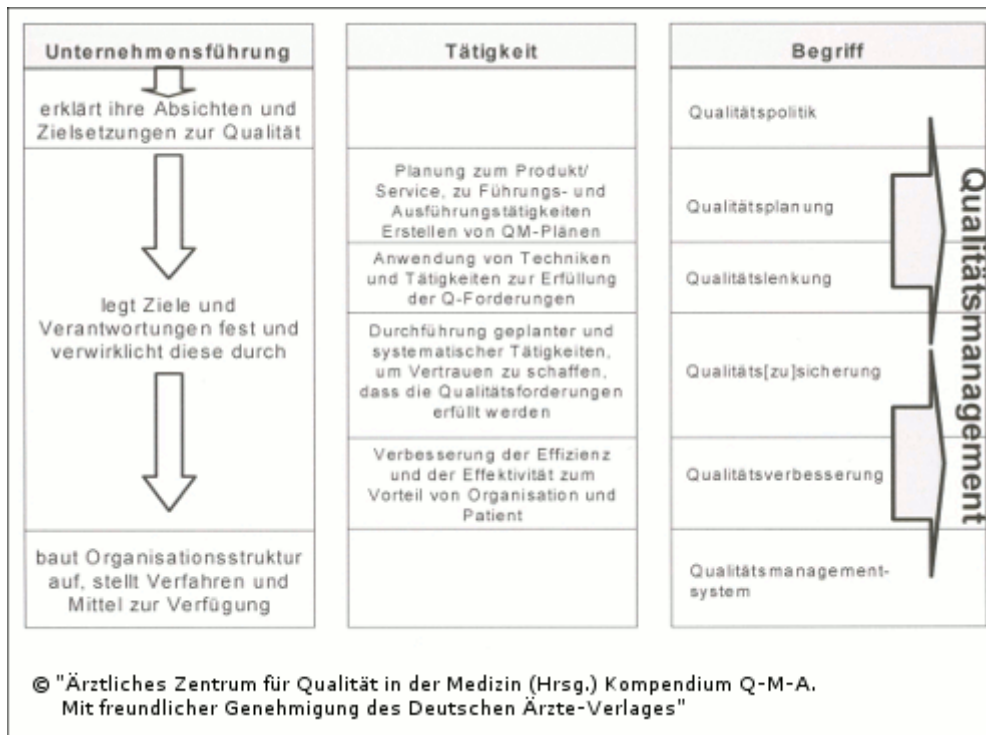 Unternehmensführung
erklärt ihre Absichten und
Zielsetzungen zur Qualität
legt Ziele und
Verantwortungen fest und
verwirklicht diese durch
baut Organisationsstruktur
auf, stellt Verfahren und
Mittel zur Verfügung
Tätigkeit
Planung zum Produkt/
Service, zu Führungs- und
Ausführungstätigkeiten
Erstellen von QM-Plänen
Anwendung von Techniken
und Tätigkeiten zur Erfüllung
der Q-Forderungen
Durchführung geplanter und
systematischer Tätigkeiten,
um Vertrauen zu schaffen,
dass die Qualitätsforderungen
erfüllt werden
Verbesserung der Effizienz
und der Effektivität zum
Vorteil von Organisation und
Patient
Begriff
Qualitätspolitik
Qualitätsplanung
Qualitätslenkung
Qualitäts[zu]sicherung
Qualitätsverbesserung
Qualitätsmanagement-
system
Qualitätsmanagement
© "Ärztliches Zentrum für Qualität in der Medizin (Hrsg.) Kompendium Q-M-A.
Mit freundlicher Genehmigung des Deutschen Ärzte-Verlages"